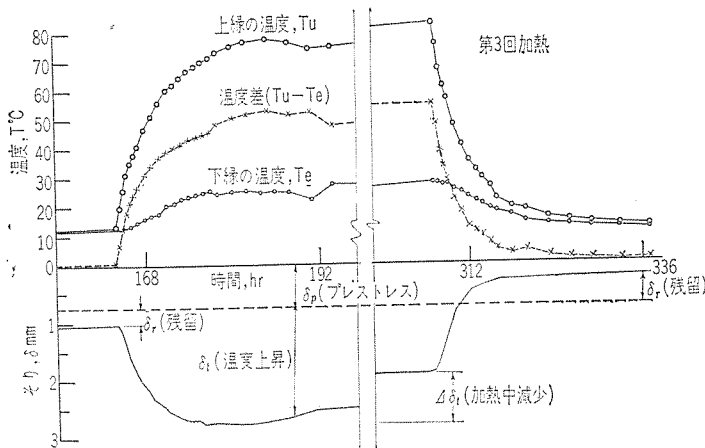 上縁の温度, Tu
第3回加熱
温度差(Tu−Te)
下縁の温度, Te
温度, T°C
80
70
60
50
40
30
20
10
0
168
時間, hr
192
312
336
δp(プレストレス)
δr(残留)
δr(残留)
δt(温度上昇)
Δδt(加熱中減少)
そり, δmm
1
2
3